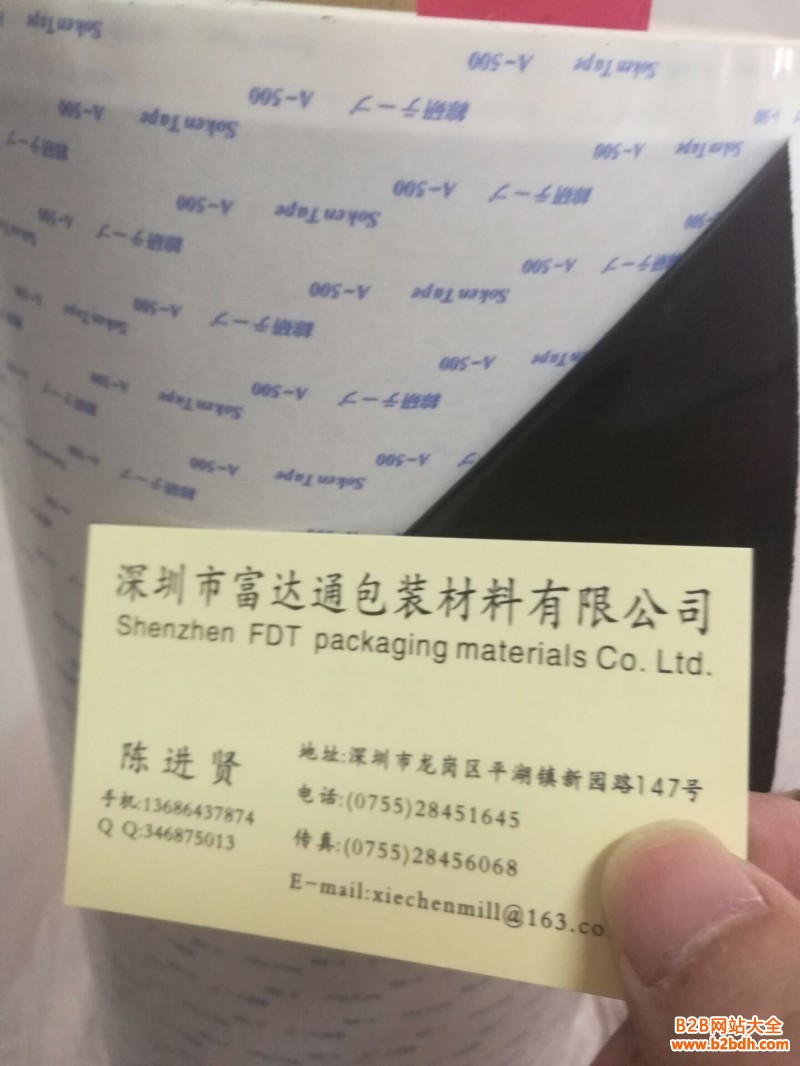 Soken Tape
A-500
綜研テープ
深圳市富达通包装材料有限公司
Shenzhen FDT packaging materials Co. Ltd.
陈进贤
手机:13686437874
Q Q:346875013
地址:深圳市龙岗区平湖镇新园路147号
电话:(0755)28451645
传真:(0755)28456068
E-mail:xiechenmill@163.co
B2B网站大全
www.b2bdh.com